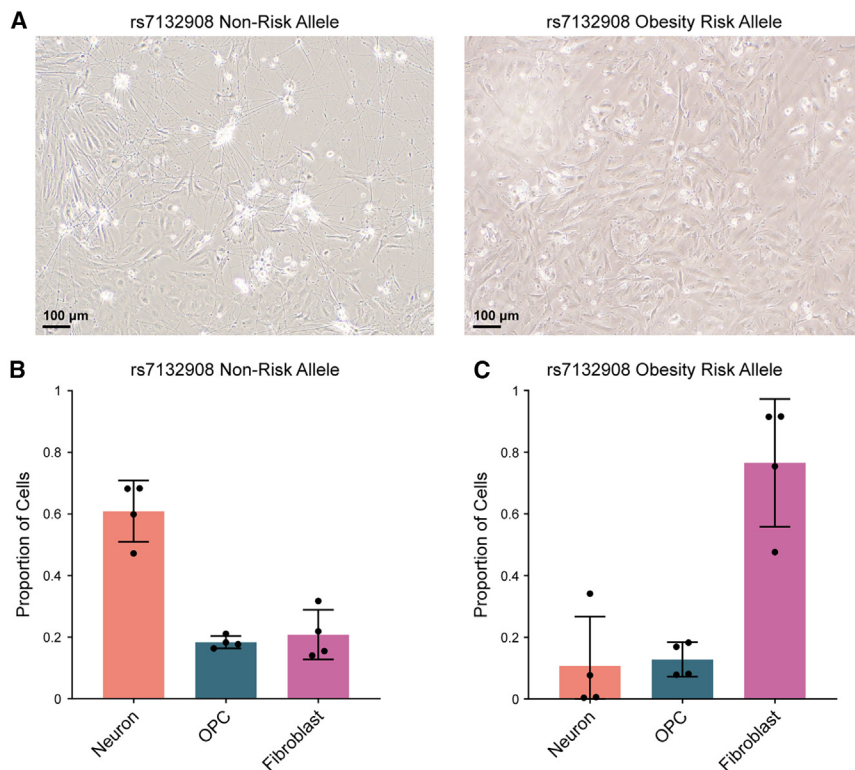 A
rs7132908 Non-Risk Allele
rs7132908 Obesity Risk Allele
100 µm
100 µm
B
rs7132908 Non-Risk Allele
Proportion of Cells
1
0.8
0.6
0.4
0.2
0
Neuron
OPC
Fibroblast
C
rs7132908 Obesity Risk Allele
Proportion of Cells
1
0.8
0.6
0.4
0.2
0
Neuron
OPC
Fibroblast